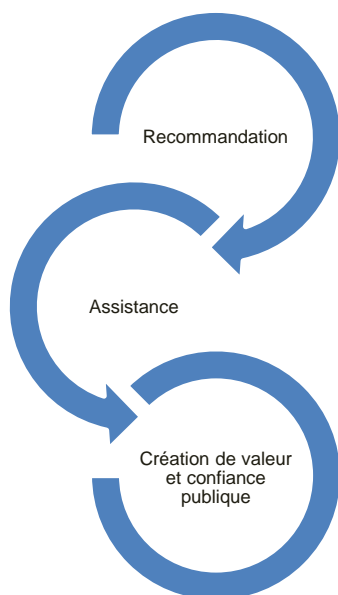 Recommandation
Assistance
Création de valeur
et confiance
publique